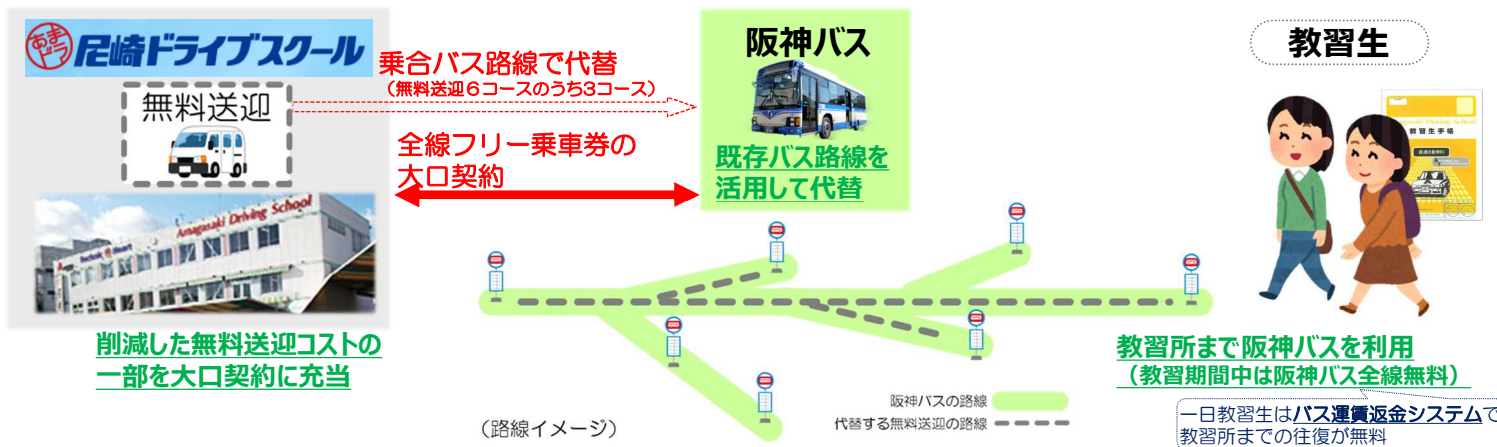 あまドラ 尼崎ドライブスクール
無料送迎
Amagasaki Driving School
削減した無料送迎コストの
一部を大口契約に充当
乗合バス路線で代替
（無料送迎６コースのうち3コース）
全線フリー乗車券の
大口契約
阪神バス
既存バス路線を
活用して代替
（路線イメージ）
阪神バスの路線
代替する無料送迎の路線
教習生
Amagasaki Driving School
教習生手帳
教習所まで阪神バスを利用
（教習期間中は阪神バス全線無料）
一日教習生はバス運賃返金システムで
教習所までの往復が無料